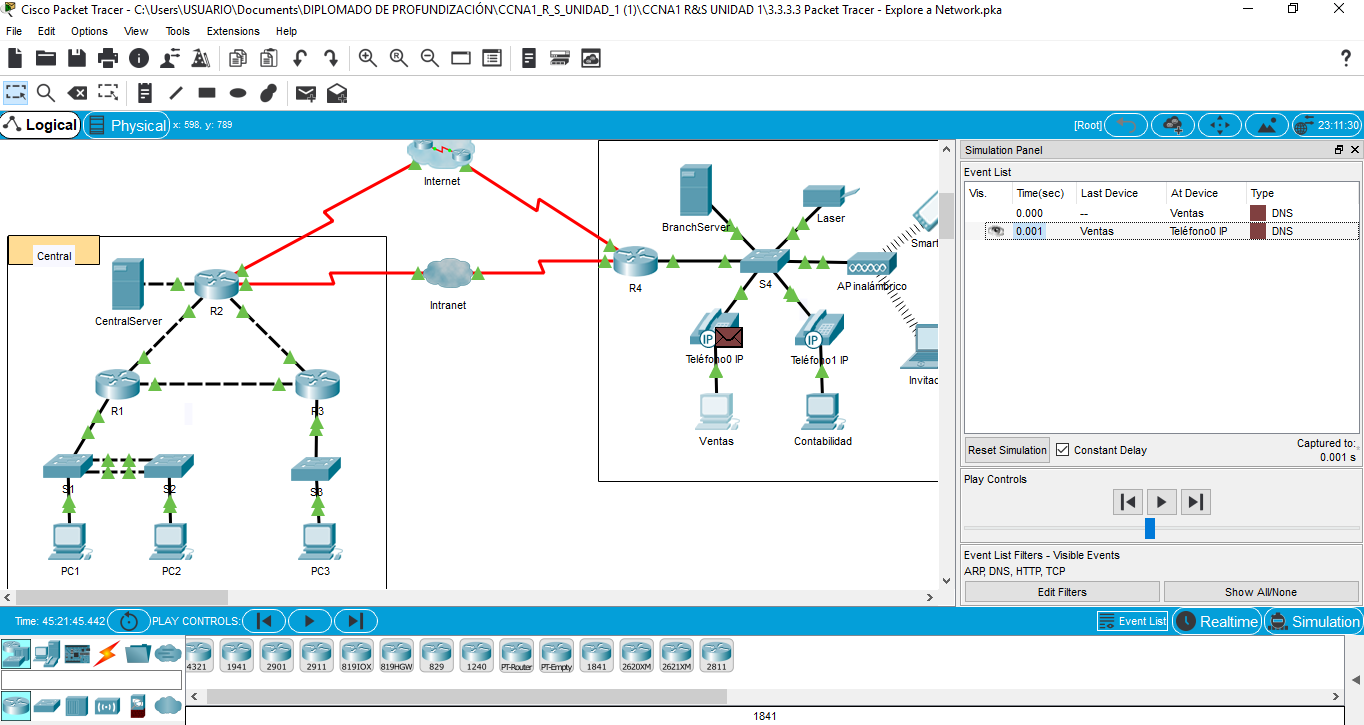 Cisco Packet Tracer - C:\Users\USUARIO\Documents\DIPLOMADO DE PROFUNDIZACIÓN\CCNA1_R_S_UNIDAD_1 (1)\CCNA1 R&S UNIDAD 1\3.3.3.3 Packet Tracer - Explore a Network.pka
File Edit Options View Tools Extensions Help
Logical Physical x: 598, y: 789 [Root] 23:11:30
Simulation Panel
Event List
Vis. Time(sec) Last Device At Device Type
0.000 -- Ventas DNS
0.001 Ventas Teléfono0 IP DNS
Reset Simulation Constant Delay Captured to:
0.001 s
Play Controls
Event List Filters - Visible Events
ARP, DNS, HTTP, TCP
Edit Filters Show All/None
Internet
Central
CentralServer
R2
Intranet
R1
R3
S1
S2
S3
PC1
PC2
PC3
R4
BranchServer
Laser
Smart
S4
AP inalámbrico
IP
Teléfono0 IP
IP
Teléfono1 IP
Invitac
Ventas
Contabilidad
Time: 45:21:45.442 PLAY CONTROLS: Event List Realtime Simulation
4321 1941 2901 2911 819IOX 819HGW 829 1240 PT-Router PT-Empty 1841 2620XM 2621XM 2811
1841